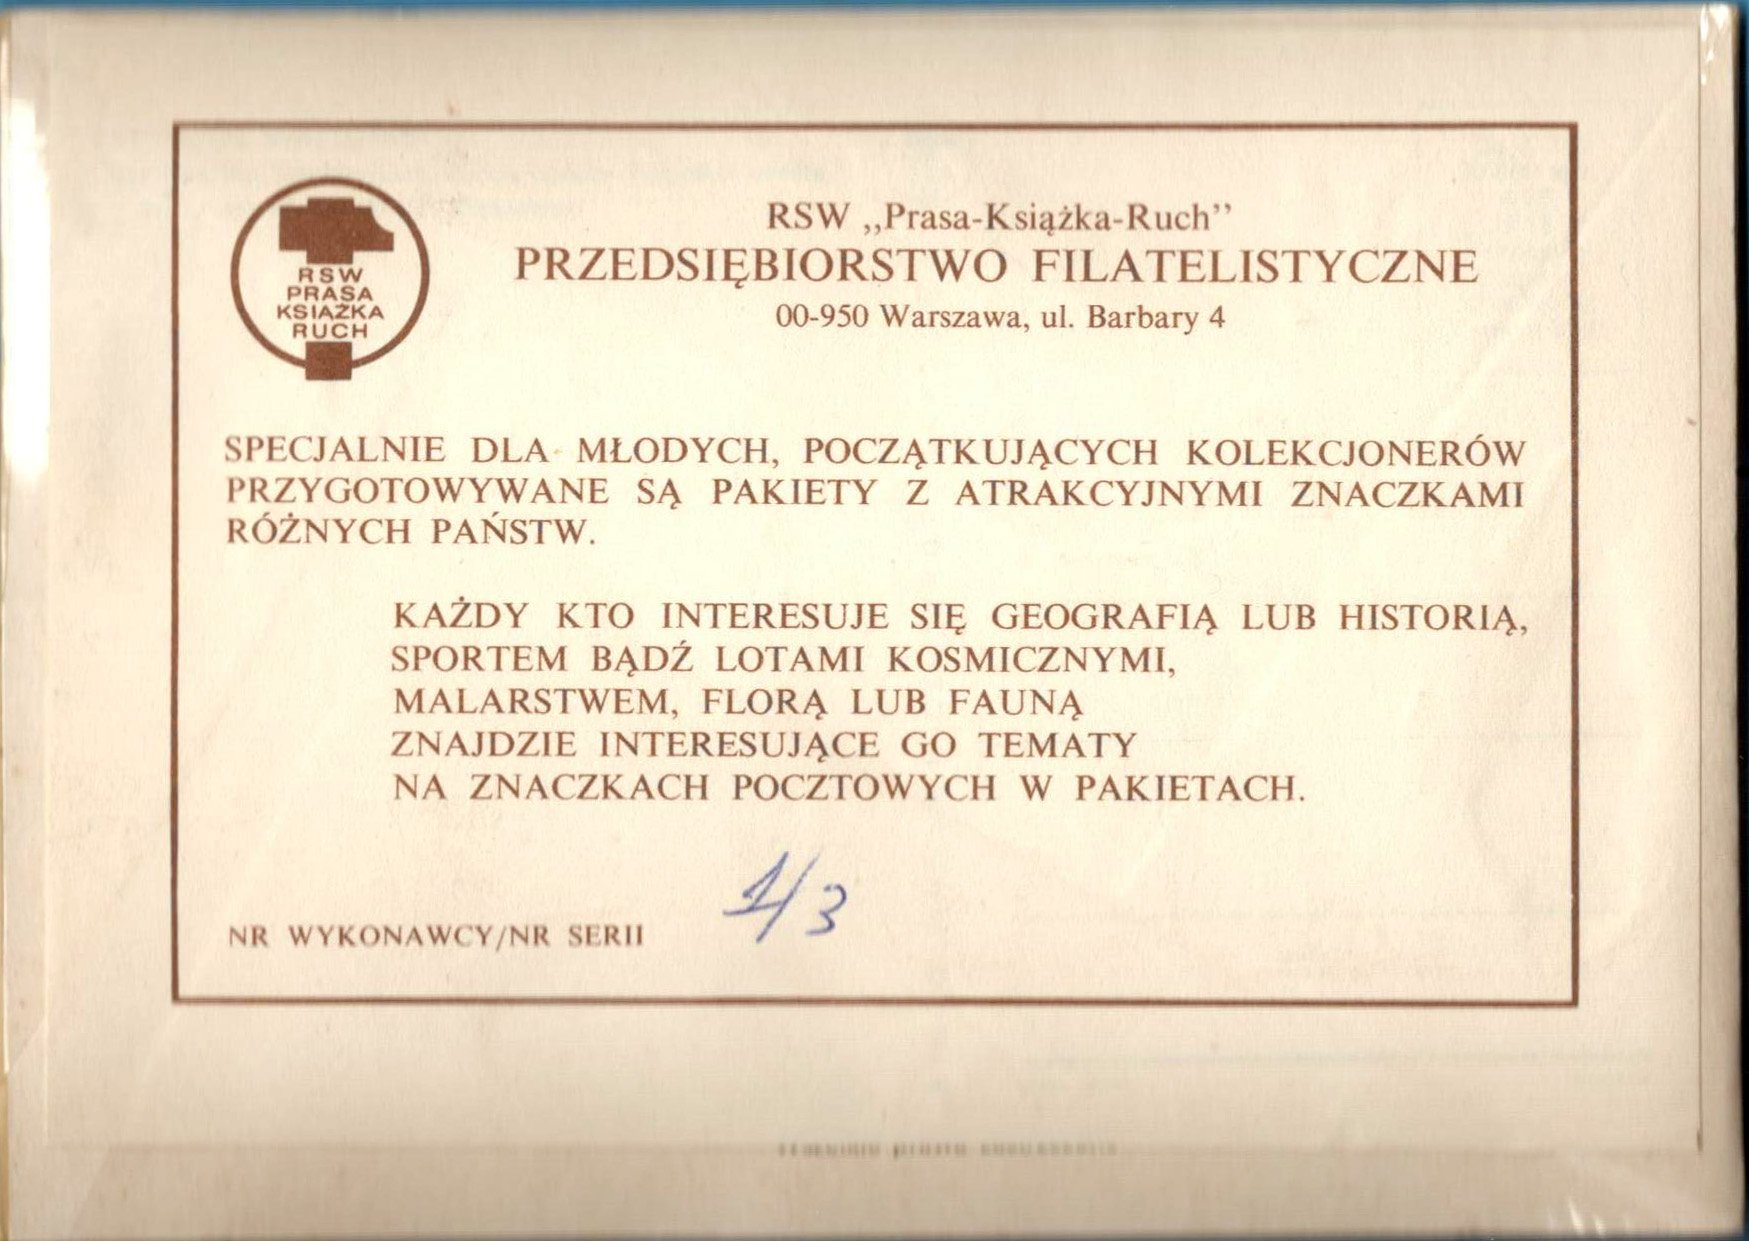 RSW
PRASA
KSIĄŻKA
RUCH
RSW „Prasa-Książka-Ruch”
PRZEDSIĘBIORSTWO FILATELISTYCZNE
00-950 Warszawa, ul. Barbary 4
SPECJALNIE DLA MŁODYCH, POCZĄTKUJĄCYCH KOLEKCJONERÓW
PRZYGOTOWYWANE SĄ PAKIETY Z ATRAKCYJNYMI ZNACZKAMI
RÓŻNYCH PAŃSTW.
KAŻDY KTO INTERESUJE SIĘ GEOGRAFIĄ LUB HISTORIĄ,
SPORTEM BĄDŹ LOTAMI KOSMICZNYMI,
MALARSTWEM, FLORĄ LUB FAUNĄ
ZNAJDZIE INTERESUJĄCE GO TEMATY
NA ZNACZKACH POCZTOWYCH W PAKIETACH.
NR WYKONAWCY/NR SERII 1/3